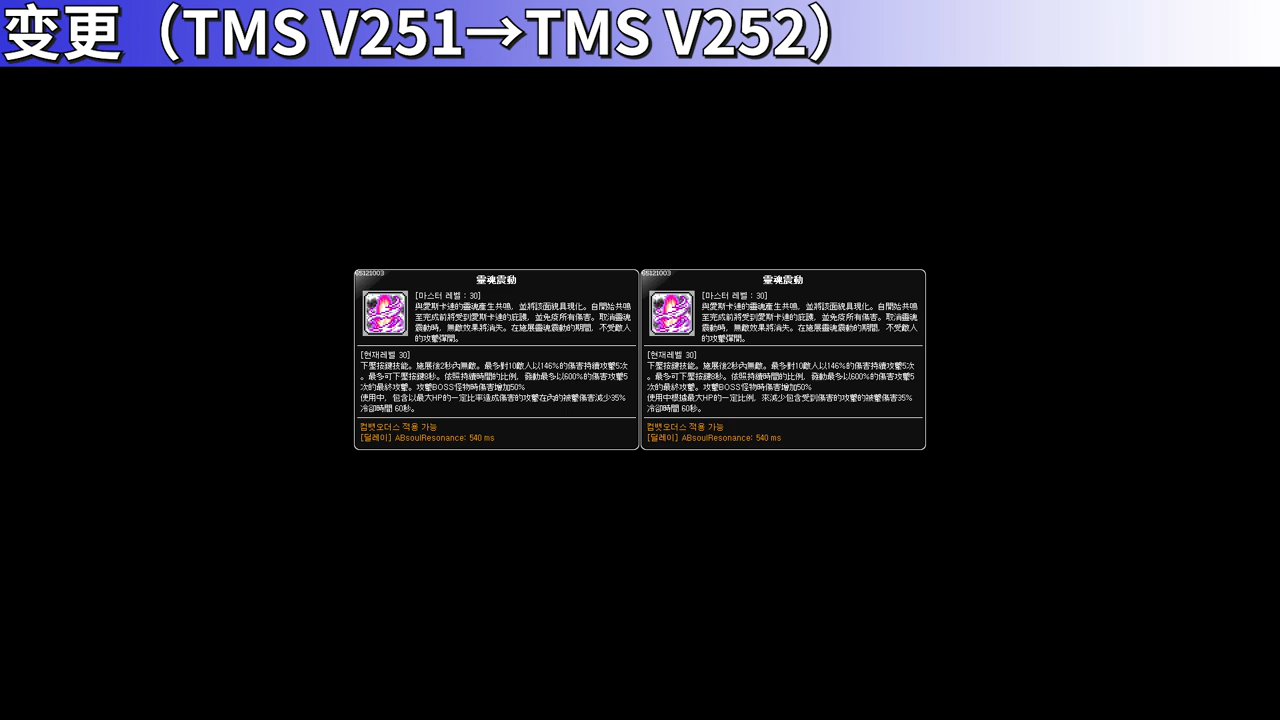 变更（TMS V251→TMS V252）
65121003
靈魂震動
[마스터 레벨 : 30]
與愛斯卡達的靈魂產生共鳴，並將該面貌具現化。自開始共鳴
至完成前將受到愛斯卡達的庇護，並免疫所有傷害。取消靈魂
震動時，無敵效果將消失。在施展靈魂震動的期間，不受敵人
的攻擊彈開。
[현재레벨 30]
下壓按鍵技能。施展後2秒內無敵。最多對10敵人以146%的傷害持續攻擊5次
。最多可下壓按鍵8秒。依照持續時間的比例，發動最多以600%的傷害攻擊5
次的最終攻擊。攻擊BOSS怪物時傷害增加50%
使用中，包含以最大HP的一定比率造成傷害的攻擊在內的被擊傷害減少35%
冷卻時間 60秒。
컴뱃오더스 적용 가능
[딜레이] ABsoulResonance: 540 ms
65121003
靈魂震動
[마스터 레벨 : 30]
與愛斯卡達的靈魂產生共鳴，並將該面貌具現化。自開始共鳴
至完成前將受到愛斯卡達的庇護，並免疫所有傷害。取消靈魂
震動時，無敵效果將消失。在施展靈魂震動的期間，不受敵人
的攻擊彈開。
[현재레벨 30]
下壓按鍵技能。施展後2秒內無敵。最多對10敵人以146%的傷害持續攻擊5次
。最多可下壓按鍵8秒。依照持續時間的比例，發動最多以600%的傷害攻擊5
次的最終攻擊。攻擊BOSS怪物時傷害增加50%
使用中根據最大HP的一定比例，來減少包含受到傷害的攻擊的被擊傷害35%
冷卻時間 60秒。
컴뱃오더스 적용 가능
[딜레이] ABsoulResonance: 540 ms